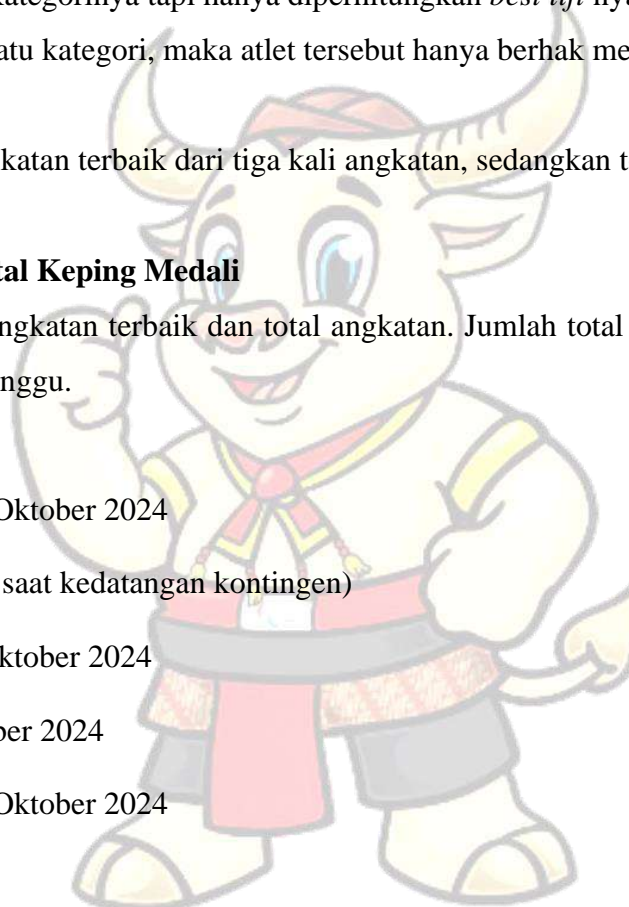 kategorinya tapi hanya diperhitungkan best lift nya
atu kategori, maka atlet tersebut hanya berhak me
katan terbaik dari tiga kali angkatan, sedangkan t
tal Keping Medali
ngkatan terbaik dan total angkatan. Jumlah total
nggu.
Oktober 2024
saat kedatangan kontingen)
ktober 2024
ber 2024
Oktober 2024